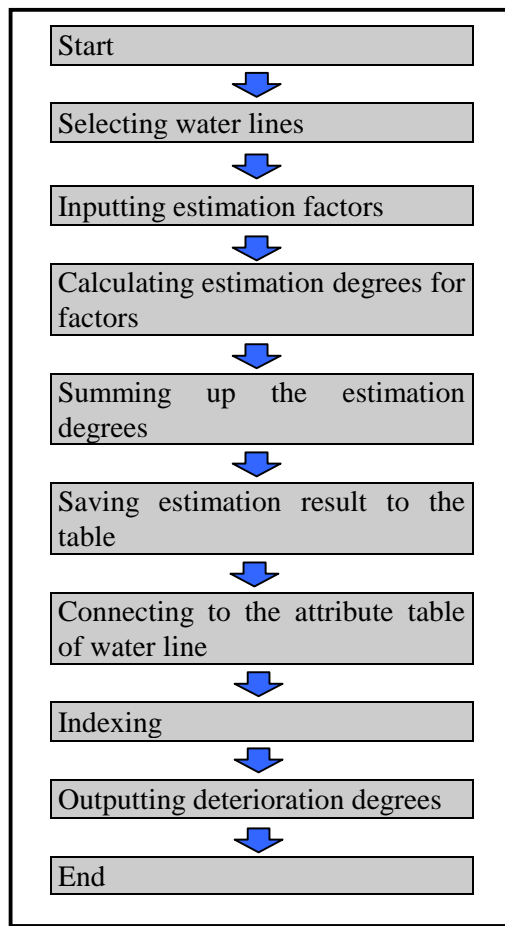 Start
Selecting water lines
Inputting estimation factors
Calculating estimation degrees for
factors
Summing up the estimation
degrees
Saving estimation result to the
table
Connecting to the attribute table
of water line
Indexing
Outputting deterioration degrees
End